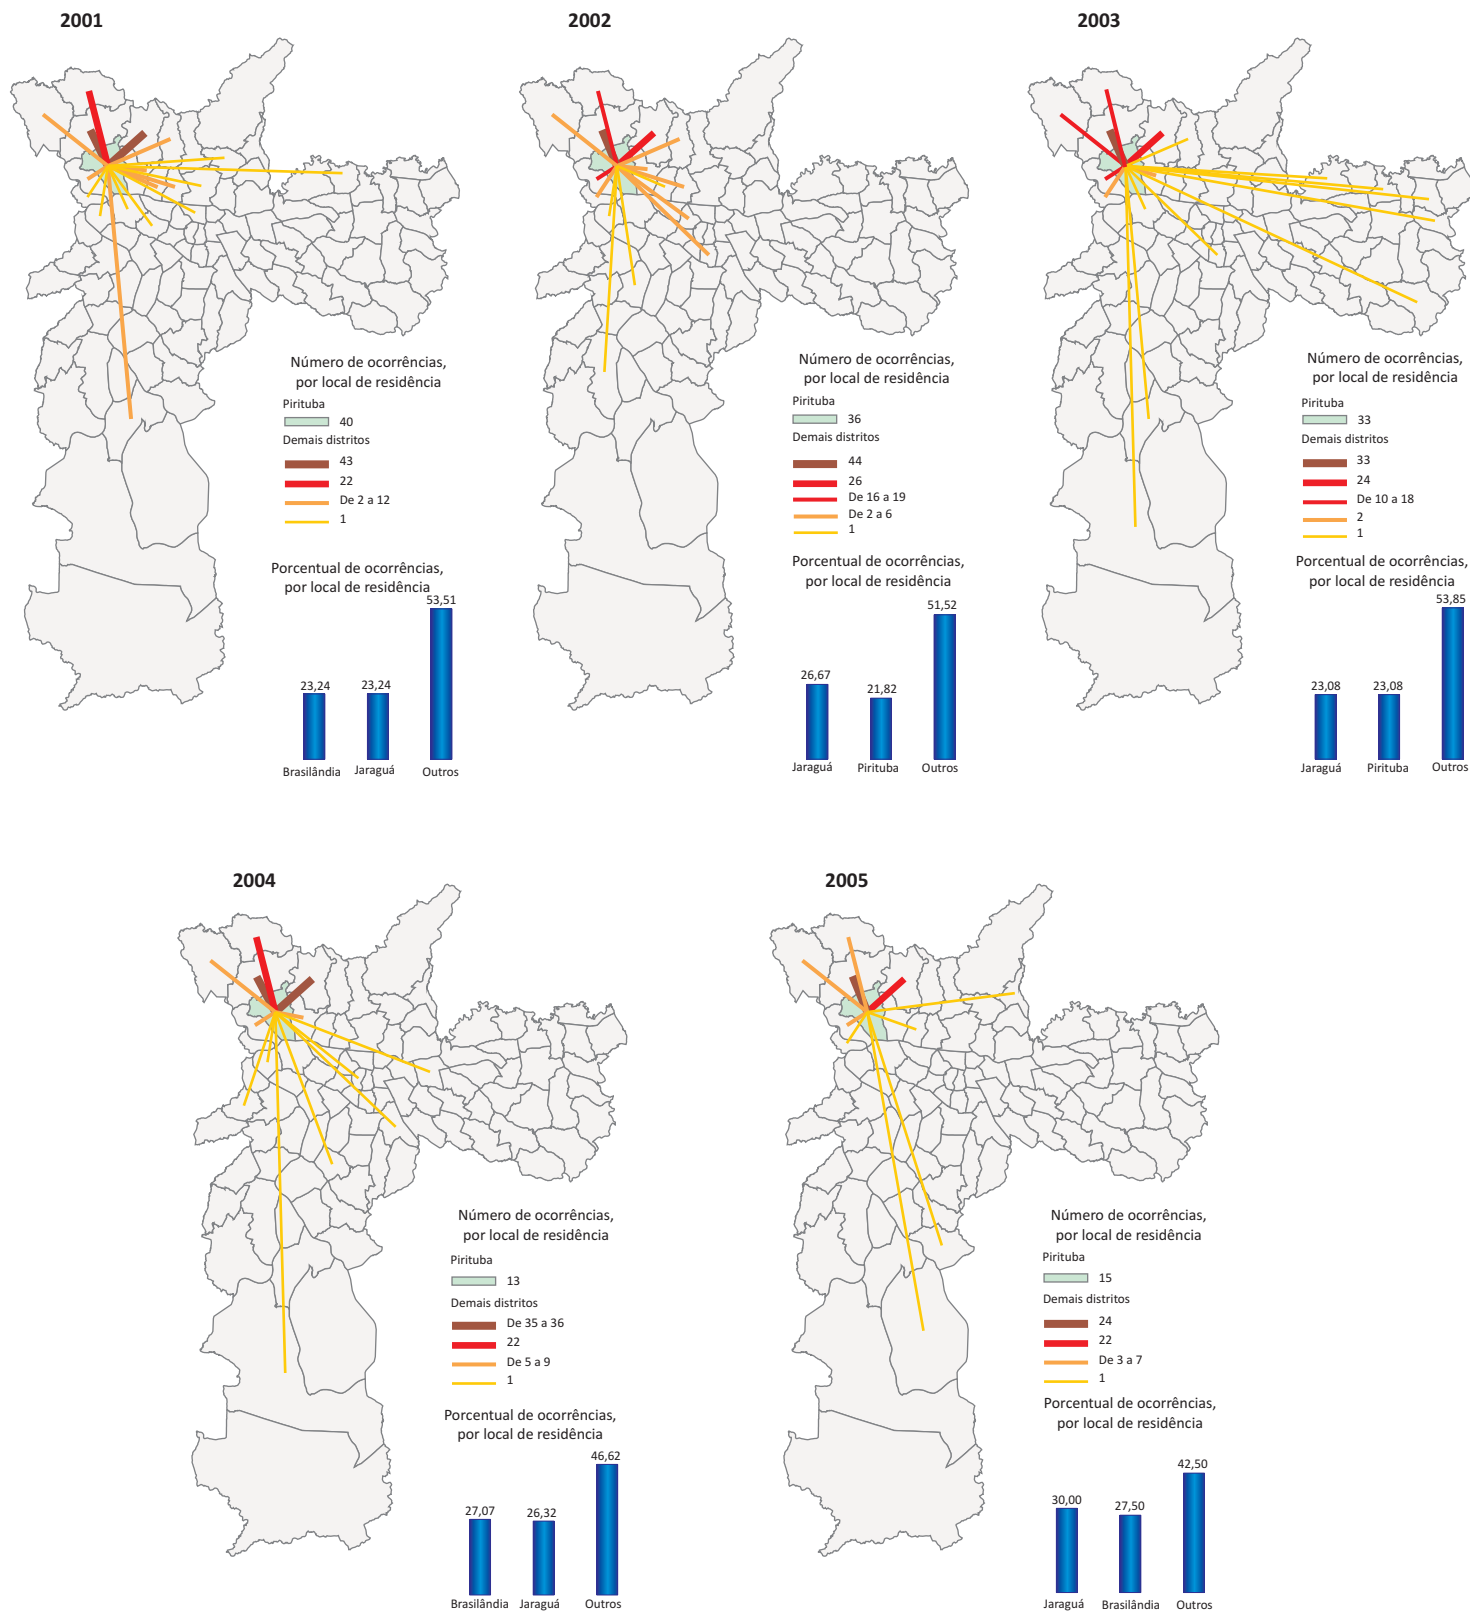 2001
Número de ocorrências,
por local de residência
Pirituba
40
Demais distritos
43
22
De 2 a 12
1
Porcentual de ocorrências,
por local de residência
53,51
23,24
23,24
Brasilândia
Jaraguá
Outros
2002
Número de ocorrências,
por local de residência
Pirituba
36
Demais distritos
44
26
De 16 a 19
De 2 a 6
1
Porcentual de ocorrências,
por local de residência
51,52
26,67
21,82
Jaraguá
Pirituba
Outros
2003
Número de ocorrências,
por local de residência
Pirituba
33
Demais distritos
33
24
De 10 a 18
2
1
Porcentual de ocorrências,
por local de residência
53,85
23,08
23,08
Jaraguá
Pirituba
Outros
2004
Número de ocorrências,
por local de residência
Pirituba
13
Demais distritos
De 35 a 36
22
De 5 a 9
1
Porcentual de ocorrências,
por local de residência
46,62
27,07
26,32
Brasilândia
Jaraguá
Outros
2005
Número de ocorrências,
por local de residência
Pirituba
15
Demais distritos
24
22
De 3 a 7
1
Porcentual de ocorrências,
por local de residência
42,50
30,00
27,50
Jaraguá
Brasilândia
Outros